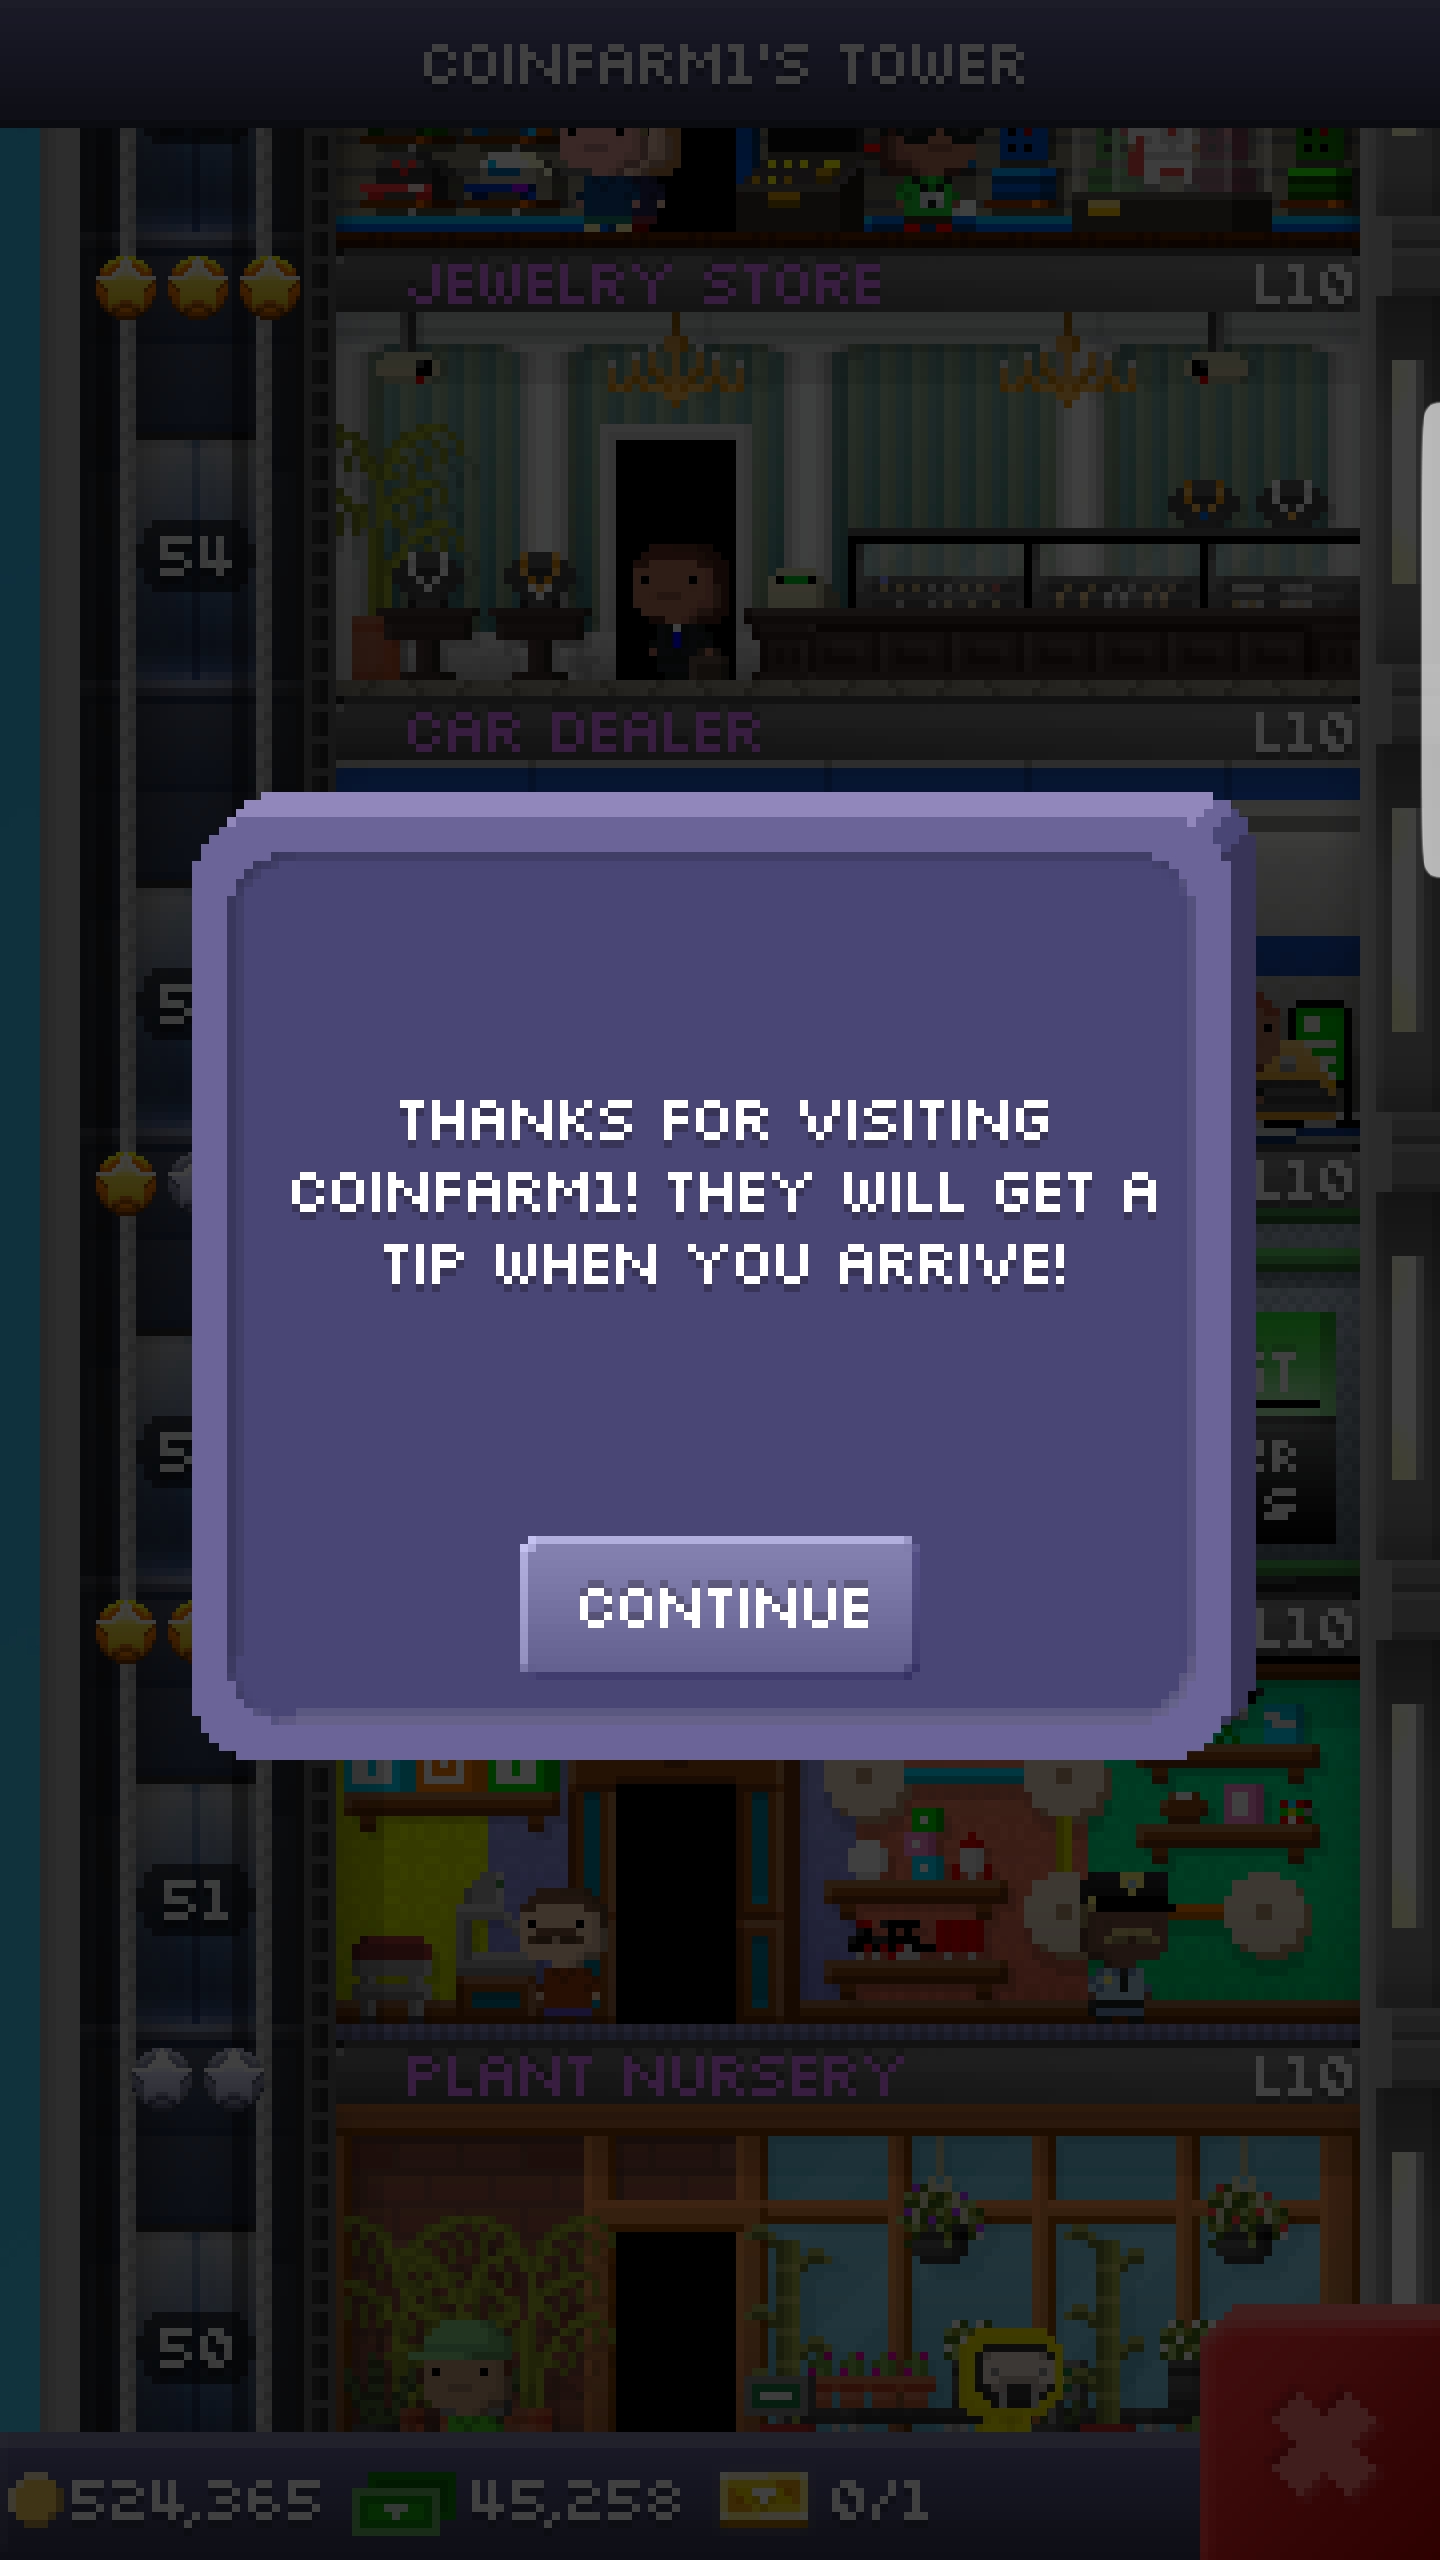 COINFARM1'S TOWER
JEWELRY STORE L10
54
CAR DEALER L10
THANKS FOR VISITING
COINFARM1! THEY WILL GET A
TIP WHEN YOU ARRIVE!
L10
CONTINUE
L10
51
PLANT NURSERY L10
50
524,365 45,258 0/1